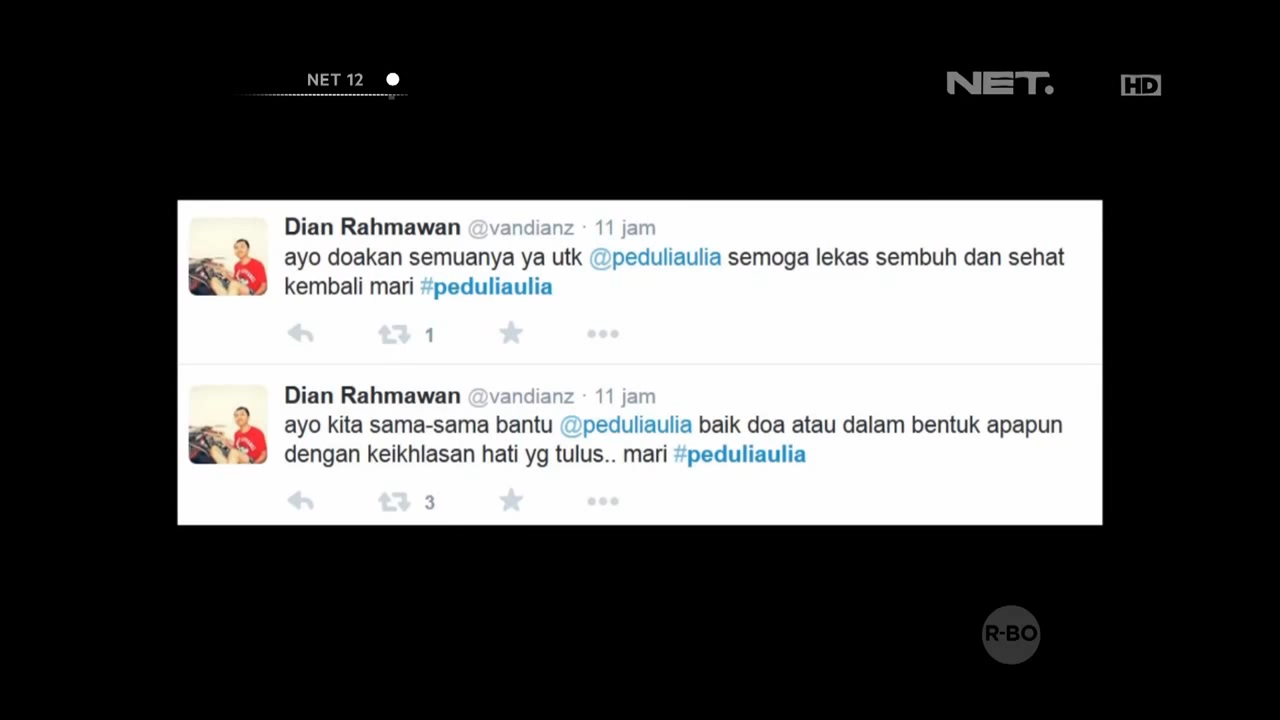 NET 12
NET.
HD
Dian Rahmawan @vandianz · 11 jam
ayo doakan semuanya ya utk @peduliaulia semoga lekas sembuh dan sehat
kembali mari #peduliaulia
1
Dian Rahmawan @vandianz · 11 jam
ayo kita sama-sama bantu @peduliaulia baik doa atau dalam bentuk apapun
dengan keikhlasan hati yg tulus.. mari #peduliaulia
3
R-BO